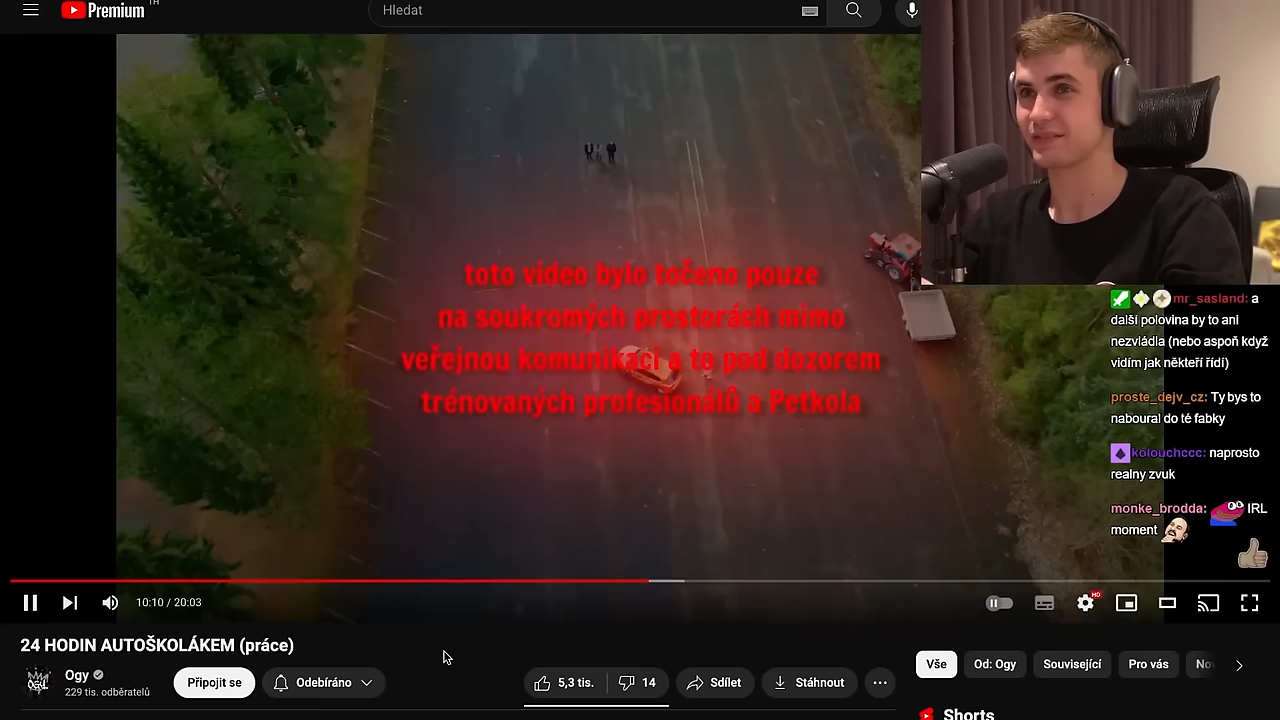 Premium TH
Hledat
toto video bylo točeno pouze
na soukromých prostorách mimo
veřejnou komunikaci a to pod dozorem
trénovaných profesionálů a Petkola
mr_sasland: a
další polovina by to ani
nezvládla (nebo aspoň když
vidím jak někteří řídí)
proste_dejv_cz: Ty bys to
naboural do té fabky
kolouchccc: naprosto
realny zvuk
monke_brodda: IRL
moment
10:10 / 20:03
HD
24 HODIN AUTOŠKOLÁKEM (práce)
Ogy
229 tis. odběratelů
Připojit se
Odebíráno
5,3 tis.
14
Sdílet
Stáhnout
Vše
Od: Ogy
Související
Pro vás
Shorts